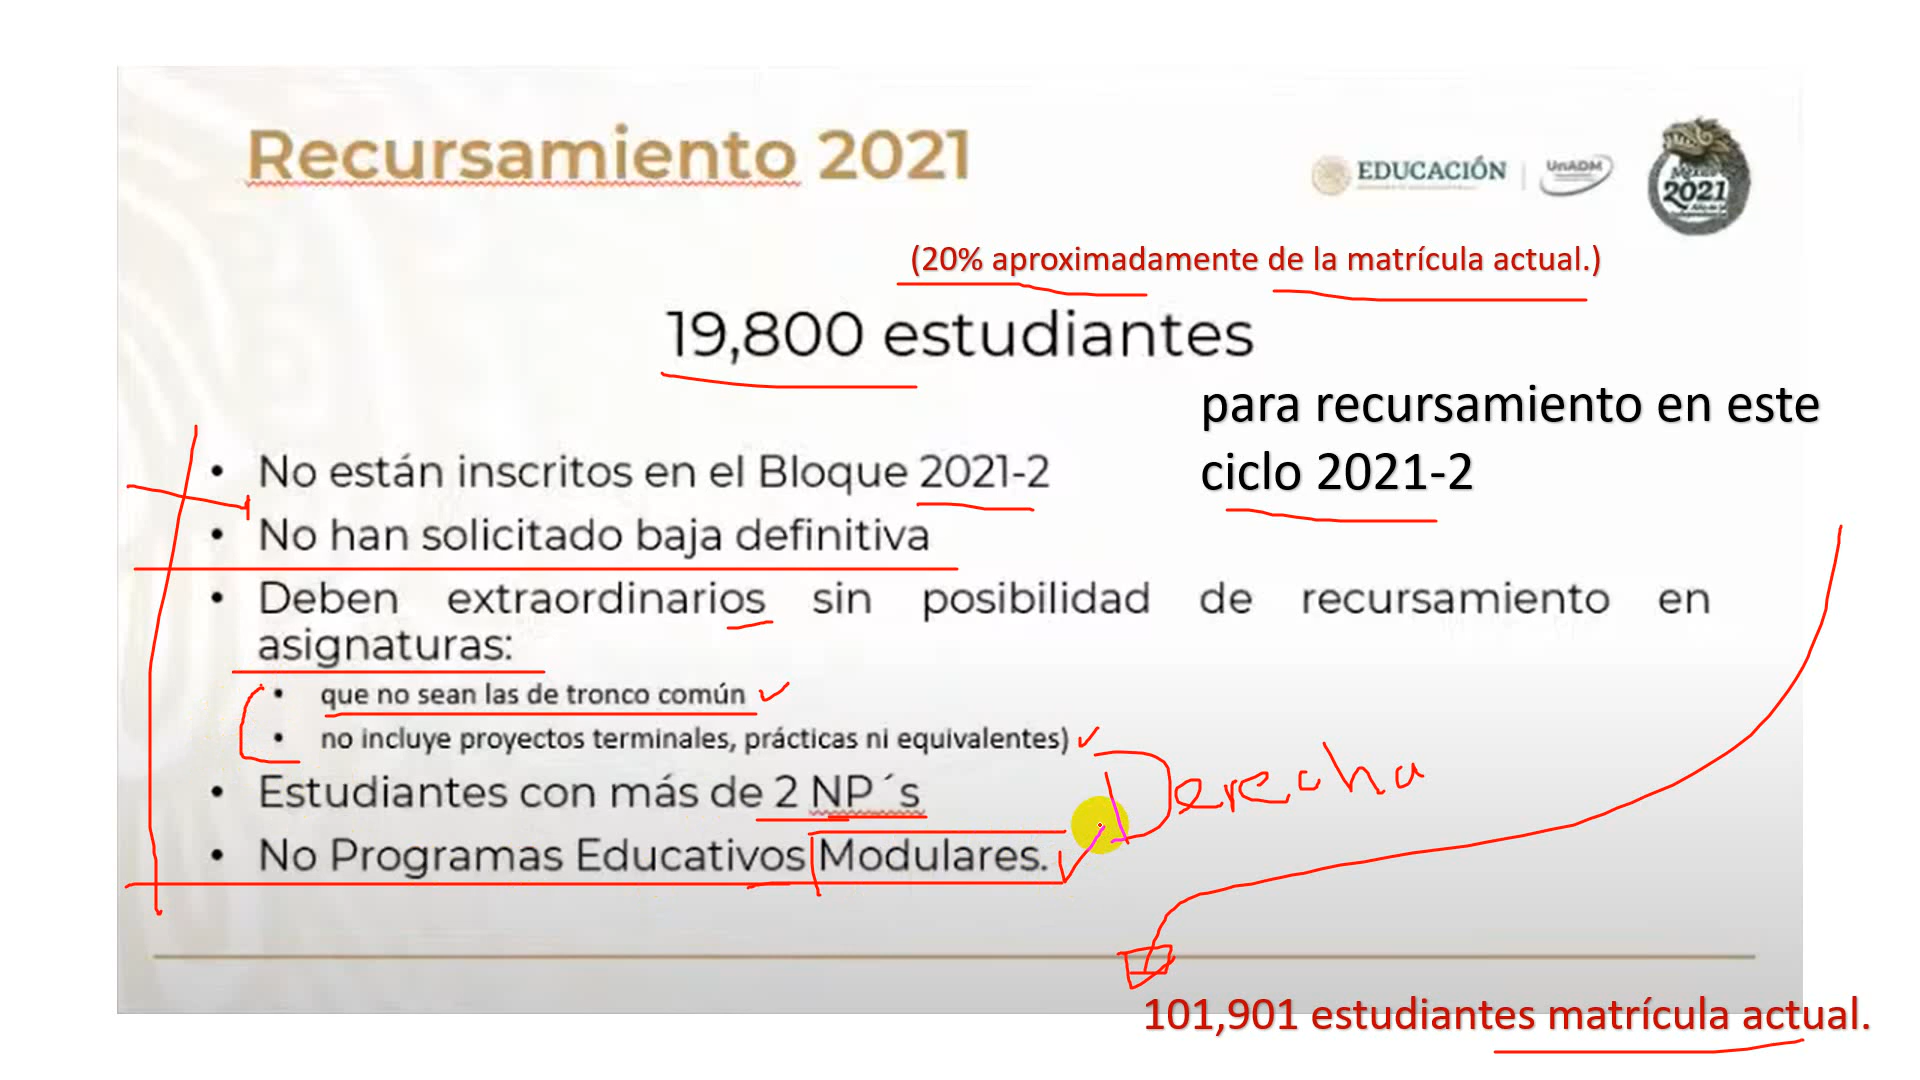 Recursamiento 2021
EDUCACIÓN
UnADM
México
2021
(20% aproximadamente de la matrícula actual.)
19,800 estudiantes
para recursamiento en este
ciclo 2021-2
• No están inscritos en el Bloque 2021-2
• No han solicitado baja definitiva
• Deben extraordinarios sin posibilidad de recursamiento en
asignaturas:
• que no sean las de tronco común
• no incluye proyectos terminales, prácticas ni equivalentes)
Derecha
• Estudiantes con más de 2 NP´s
• No Programas Educativos Modulares.
101,901 estudiantes matrícula actual.